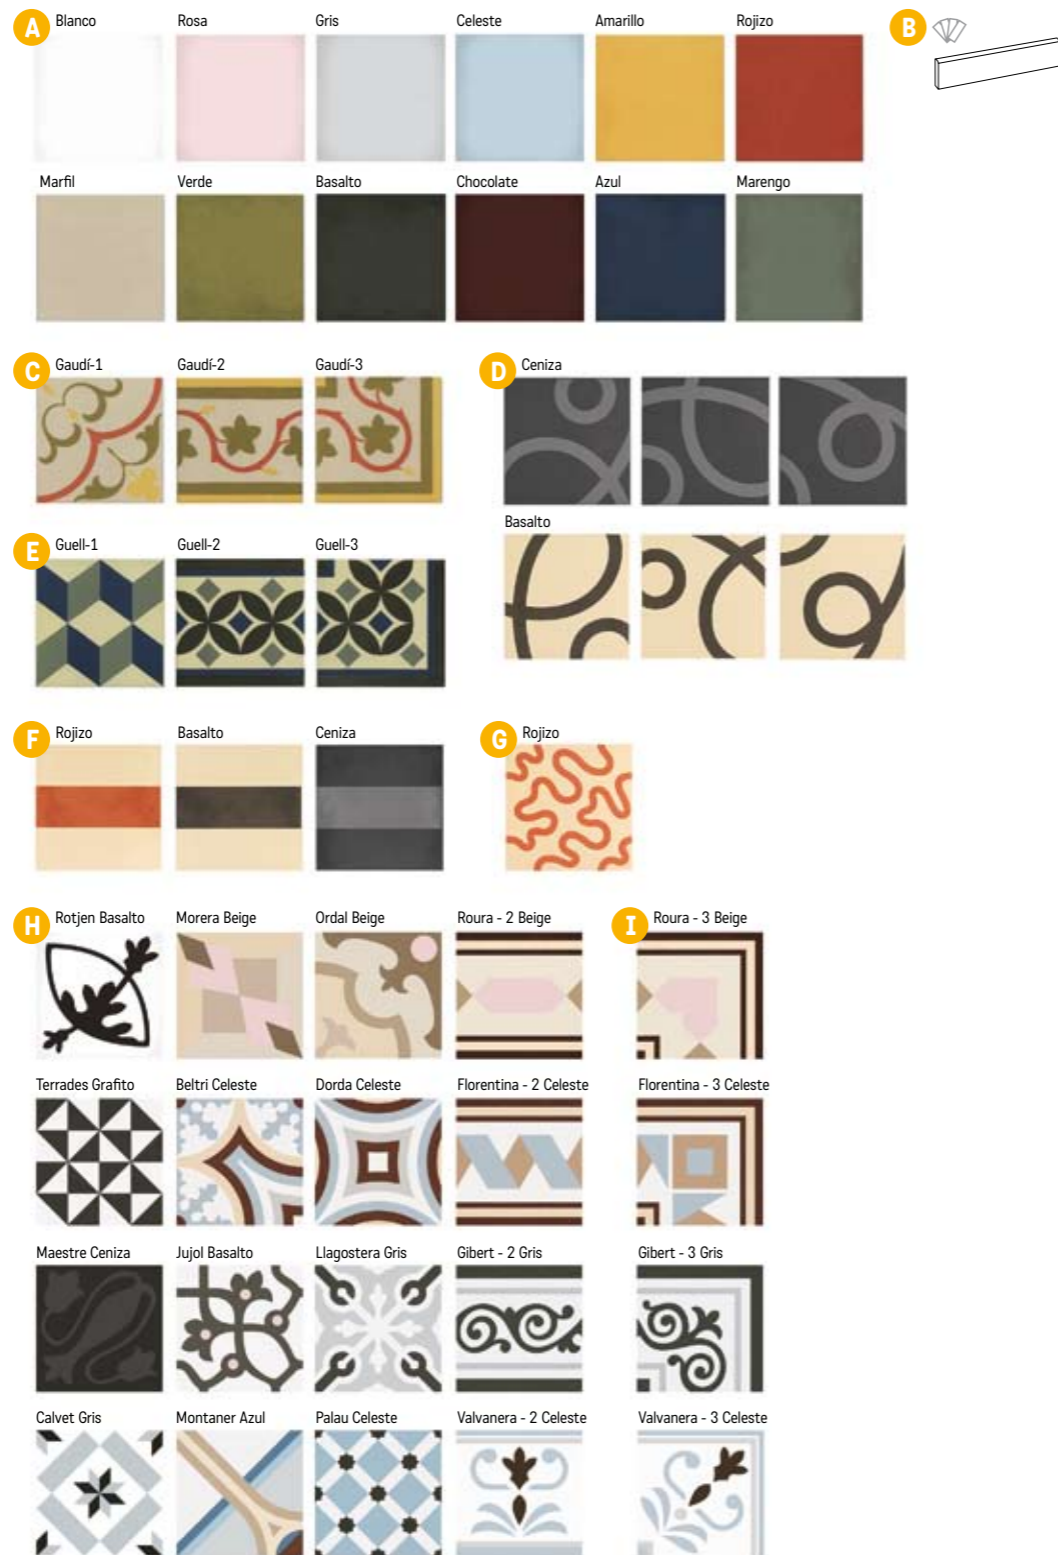 A Blanco Rosa Gris Celeste Amarillo Rojizo B
Marfil Verde Basalto Chocolate Azul Marengo
C Gaudí-1 Gaudí-2 Gaudí-3 D Ceniza
Basalto
E Guell-1 Guell-2 Guell-3
F Rojizo Basalto Ceniza G Rojizo
H Rotjen Basalto Morera Beige Ordal Beige Roura - 2 Beige I Roura - 3 Beige
Terrades Grafito Beltri Celeste Dorda Celeste Florentina - 2 Celeste Florentina - 3 Celeste
Maestre Ceniza Jujol Basalto Llagostera Gris Gibert - 2 Gris Gibert - 3 Gris
Calvet Gris Montaner Azul Palau Celeste Valvanera - 2 Celeste Valvanera - 3 Celeste